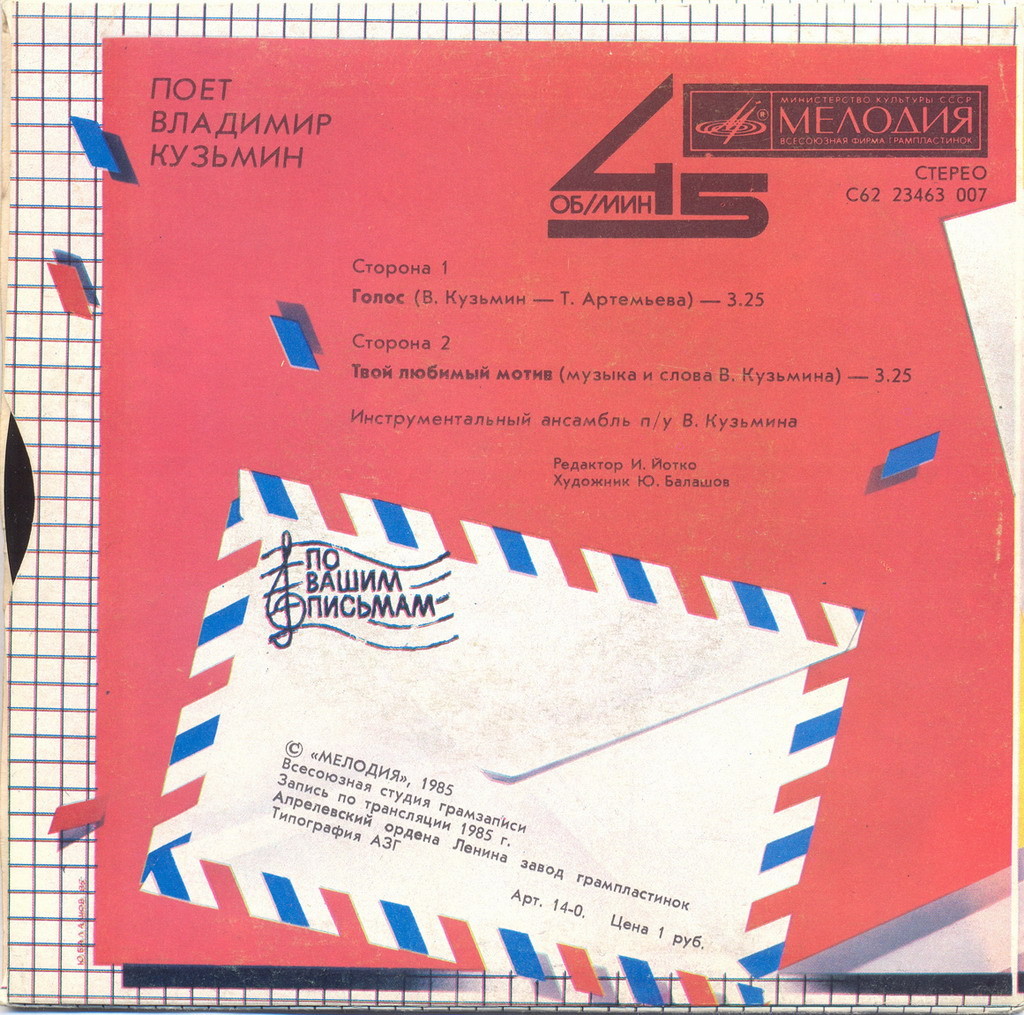 ПОЕТ
ВЛАДИМИР
КУЗЬМИН
45
ОБ/МИН
МИНИСТЕРСТВО КУЛЬТУРЫ СССР
МЕЛОДИЯ
ВСЕСОЮЗНАЯ ФИРМА ГРАМПЛАСТИНОК
СТЕРЕО
С62 23463 007
Сторона 1
Голос (В. Кузьмин — Т. Артемьева) — 3.25
Сторона 2
Твой любимый мотив (музыка и слова В. Кузьмина) — 3.25
Инструментальный ансамбль п/у В. Кузьмина
Редактор И. Йотко
Художник Ю. Балашов
ПО
ВАШИМ
ПИСЬМАМ
© «МЕЛОДИЯ», 1985
Всесоюзная студия грамзаписи
Запись по трансляции 1985 г.
Апрелевский ордена Ленина завод грампластинок
Типография АЗГ
Арт. 14-0. Цена 1 руб.